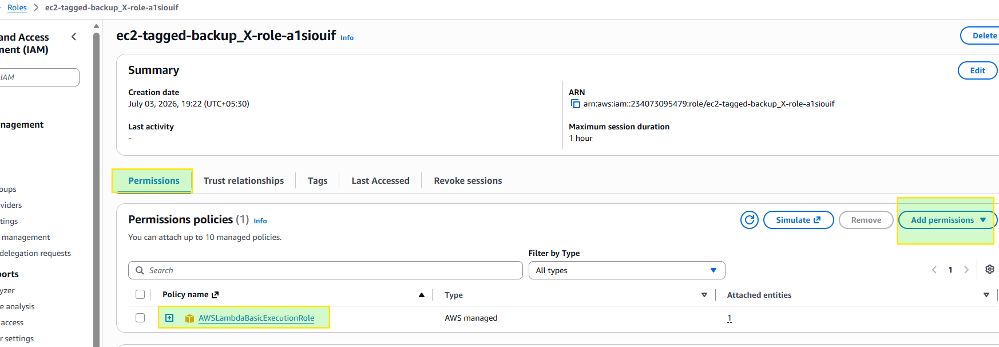 Roles > ec2-tagged-backup_X-role-a1siouif
and Access
ment (IAM)
IAM
nagement
oups
viders
tings
management
delegation requests
orts
yzer
e analysis
access
r settings
ec2-tagged-backup_X-role-a1siouif Info
Delete
Summary
Edit
Creation date
July 03, 2026, 19:22 (UTC+05:30)
ARN
arn:aws:iam::234073095479:role/ec2-tagged-backup_X-role-a1siouif
Last activity
-
Maximum session duration
1 hour
Permissions Trust relationships Tags Last Accessed Revoke sessions
Permissions policies (1) Info
Simulate Remove Add permissions
You can attach up to 10 managed policies.
Filter by Type
Search All types 1
Policy name Type Attached entities
AWSLambdaBasicExecutionRole AWS managed 1